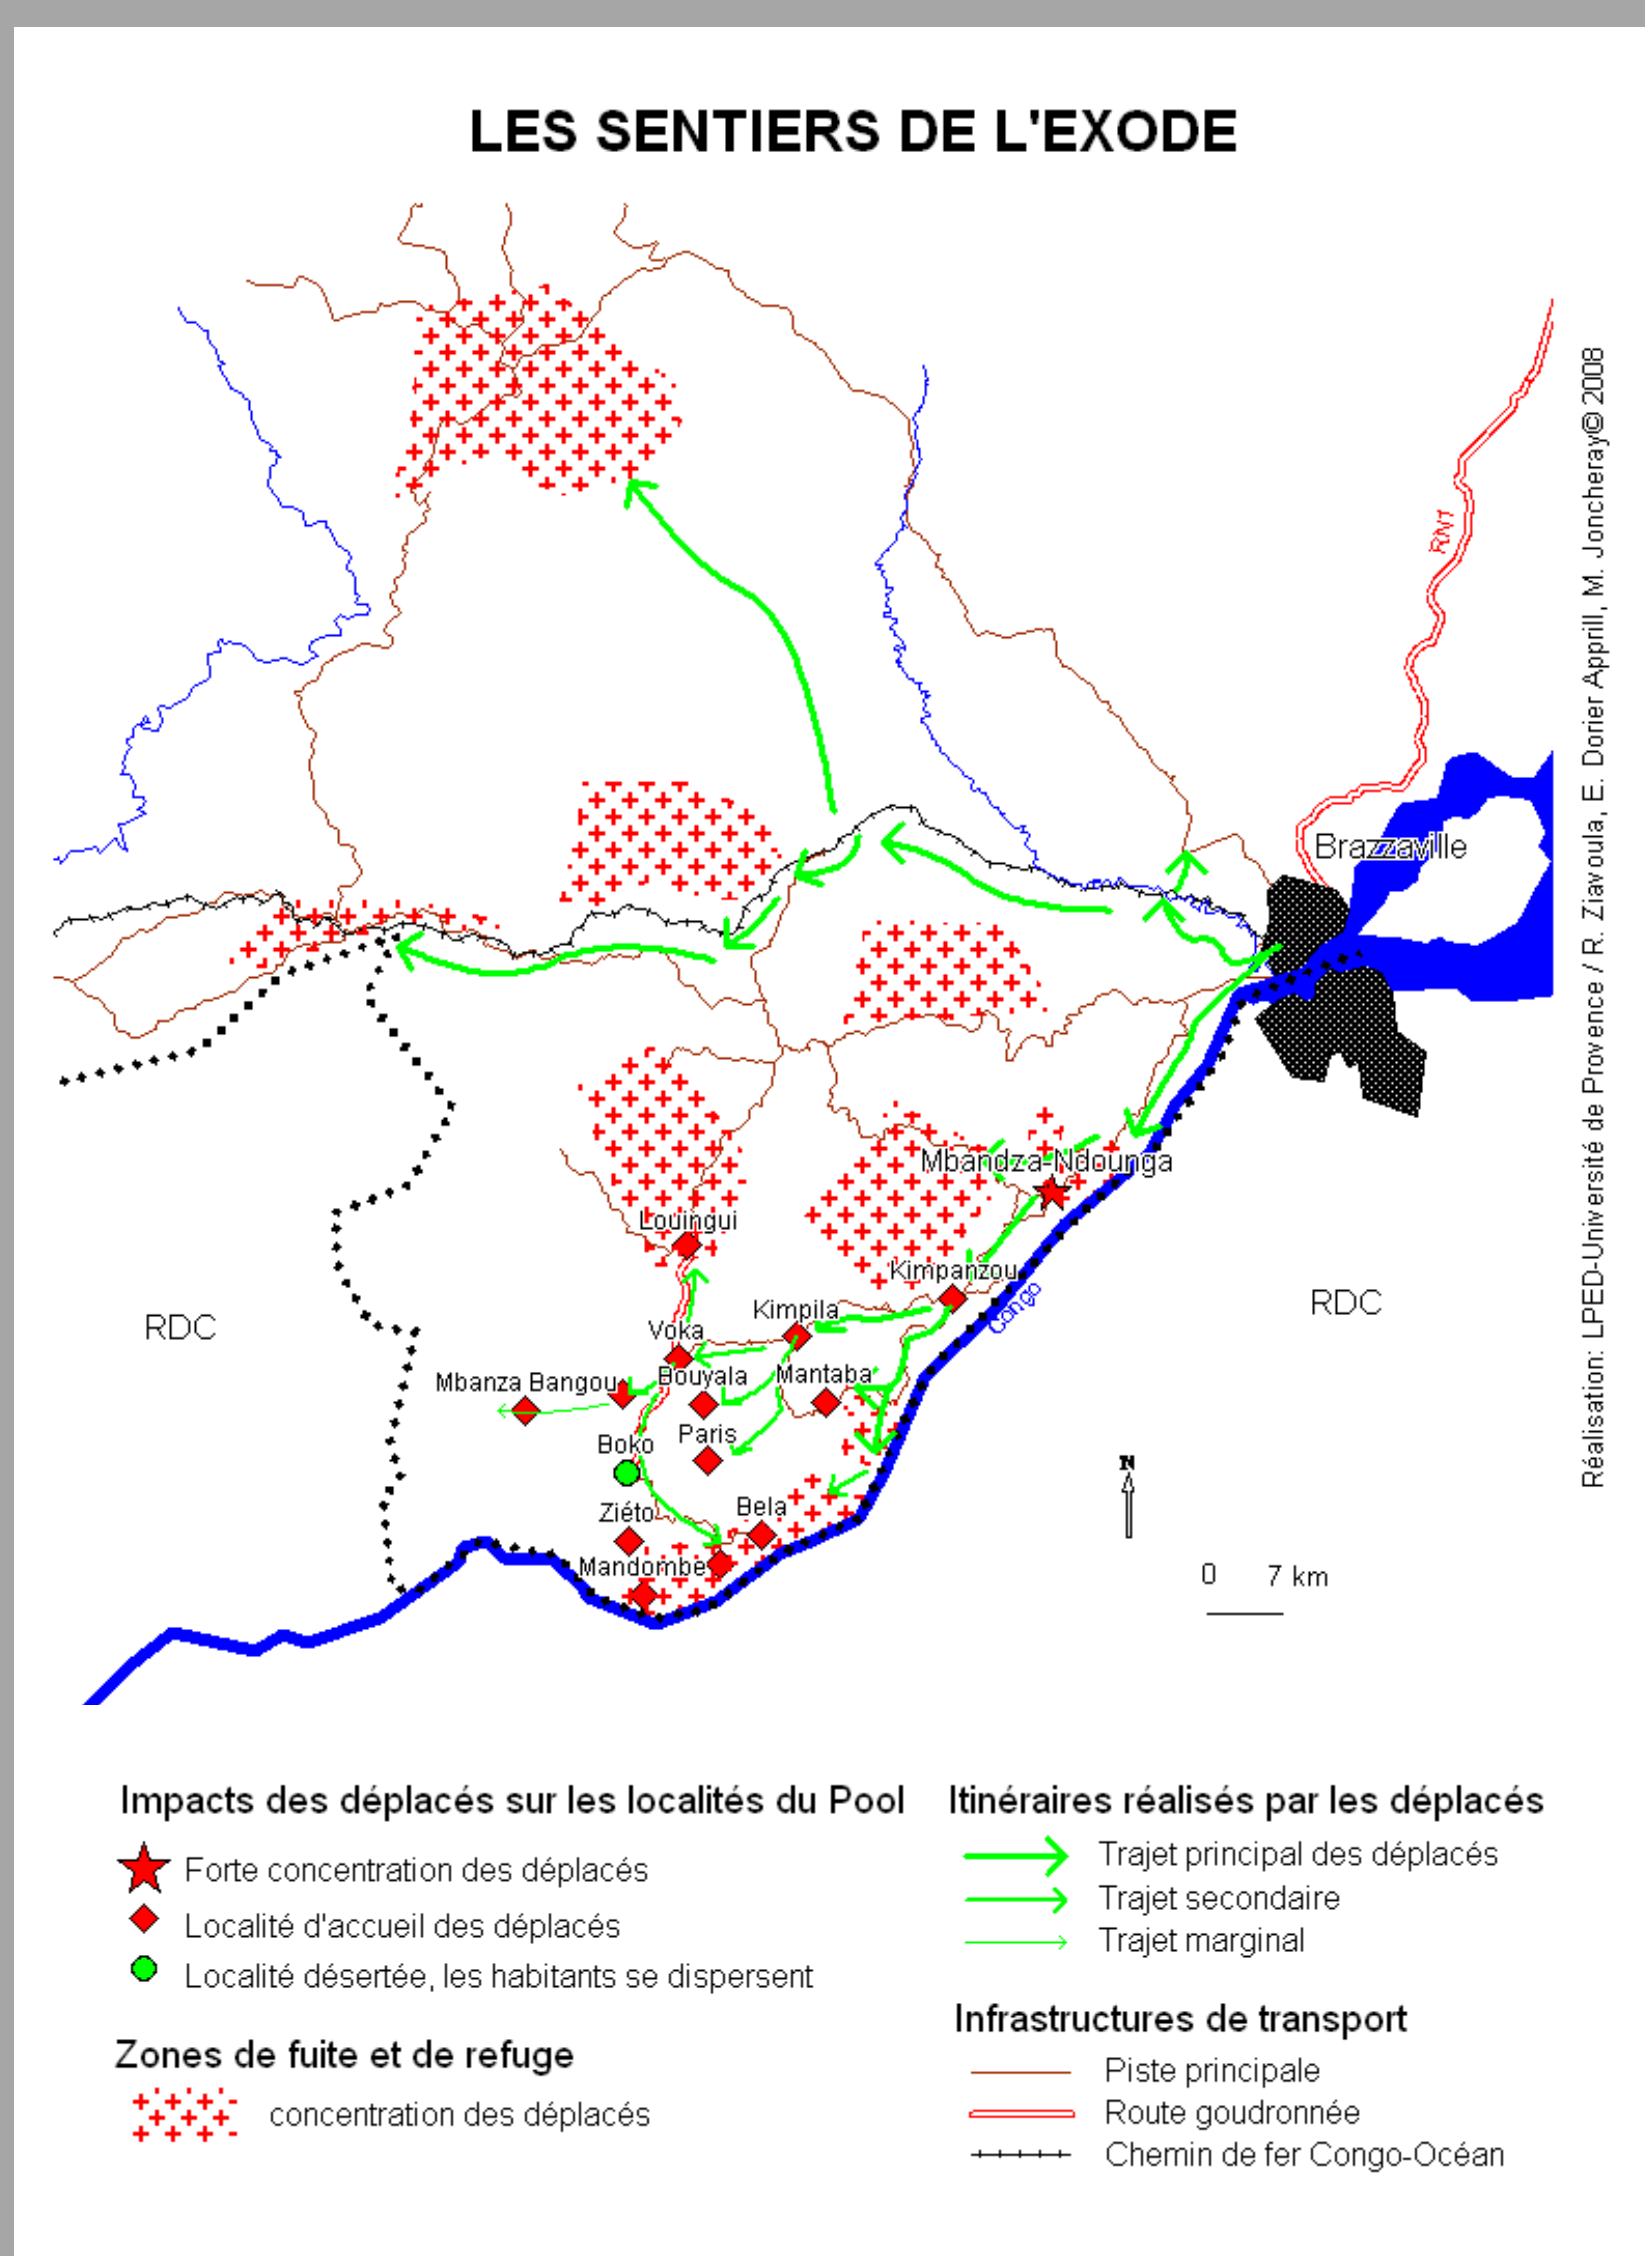 LES SENTIERS DE L'EXODE
RN1
Brazzaville
Mbandza-Ndounga
Louingui
Kimpanzou
Congo
Kimpila
Voka
RDC
RDC
Bouyala
Mantaba
Mbanza Bangou
Paris
Boko
Bela
Ziéto
Mandombe
N
0 7 km
Réalisation: LPED-Université de Provence / R. Ziavoula, E. Dorier Apprill, M. Joncheray© 2008
Impacts des déplacés sur les localités du Pool
Forte concentration des déplacés
Localité d'accueil des déplacés
Localité désertée, les habitants se dispersent
Zones de fuite et de refuge
concentration des déplacés
Itinéraires réalisés par les déplacés
Trajet principal des déplacés
Trajet secondaire
Trajet marginal
Infrastructures de transport
Piste principale
Route goudronnée
Chemin de fer Congo-Océan